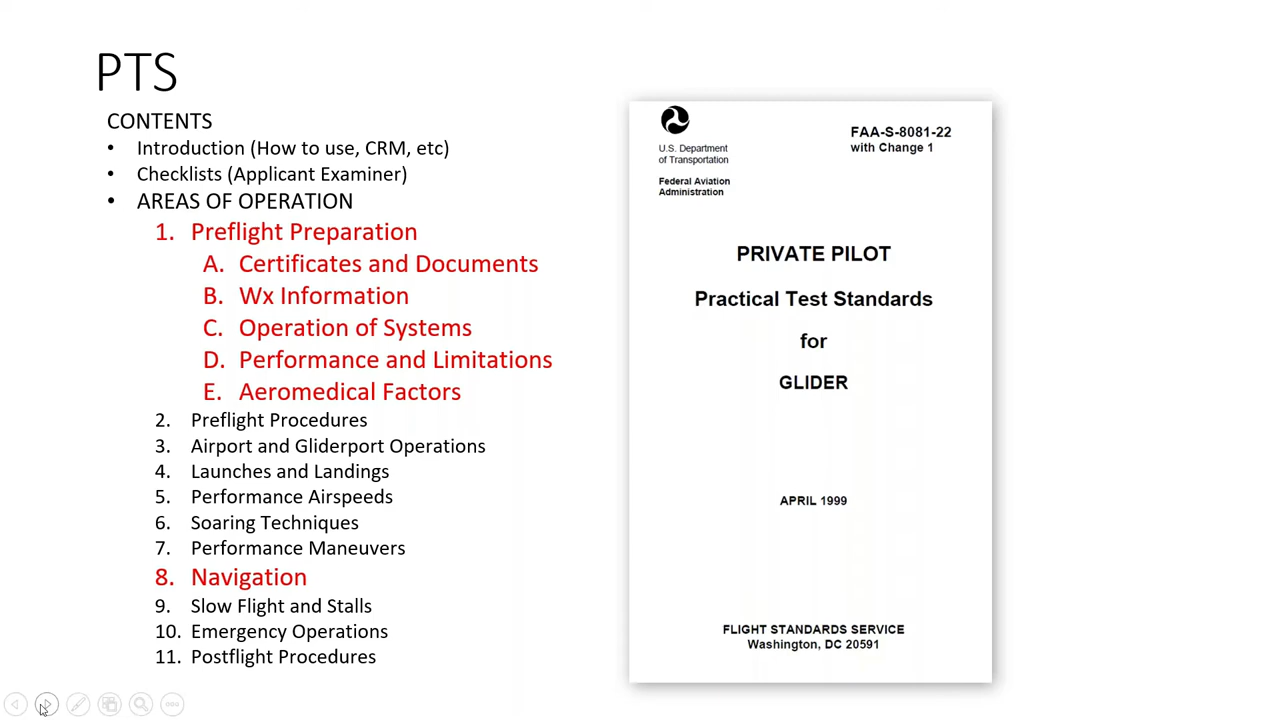 PTS
CONTENTS
• Introduction (How to use, CRM, etc)
• Checklists (Applicant Examiner)
• AREAS OF OPERATION
1. Preflight Preparation
A. Certificates and Documents
B. Wx Information
C. Operation of Systems
D. Performance and Limitations
E. Aeromedical Factors
2. Preflight Procedures
3. Airport and Gliderport Operations
4. Launches and Landings
5. Performance Airspeeds
6. Soaring Techniques
7. Performance Maneuvers
8. Navigation
9. Slow Flight and Stalls
10. Emergency Operations
11. Postflight Procedures
U.S. Department
of Transportation
Federal Aviation
Administration
FAA-S-8081-22
with Change 1
PRIVATE PILOT
Practical Test Standards
for
GLIDER
APRIL 1999
FLIGHT STANDARDS SERVICE
Washington, DC 20591